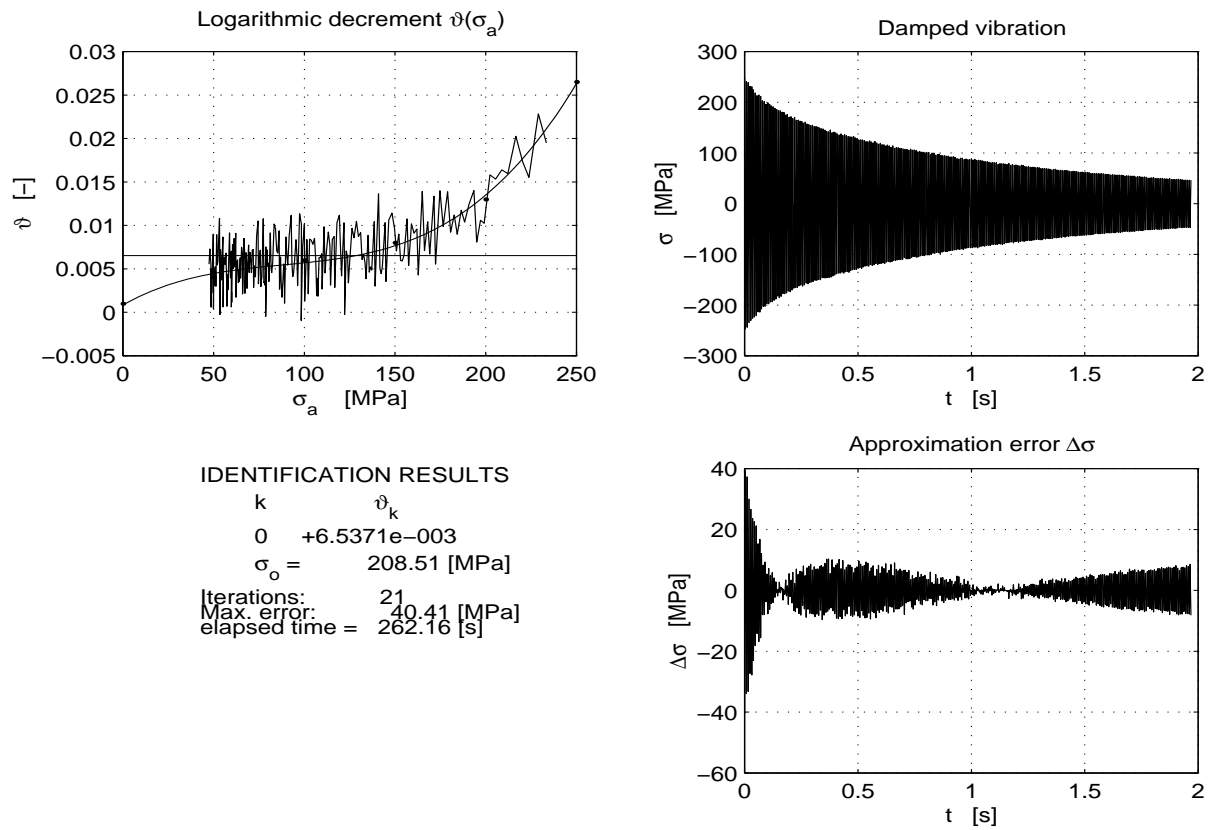 Logarithmic decrement ϑ(σ_a)
0.03
0.025
0.02
0.015
0.01
0.005
0
−0.005
ϑ [−]
0 50 100 150 200 250
σ_a [MPa]
Damped vibration
300
200
100
0
−100
−200
−300
σ [MPa]
0 0.5 1 1.5 2
t [s]
IDENTIFICATION RESULTS
k ϑ_k
0 +6.5371e−003
σ_o = 208.51 [MPa]
Iterations: 21
Max. error: 40.41 [MPa]
elapsed time = 262.16 [s]
Approximation error Δσ
40
20
0
−20
−40
−60
Δσ [MPa]
0 0.5 1 1.5 2
t [s]